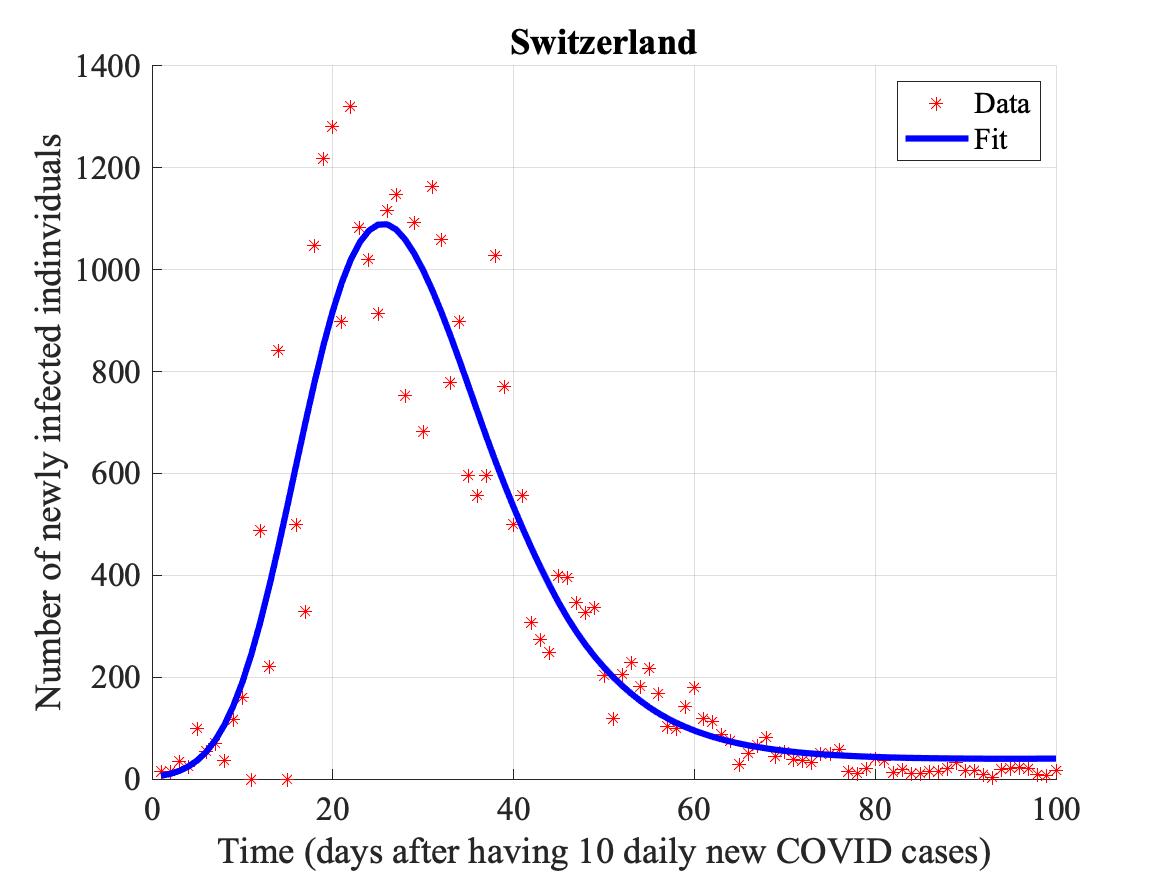 Switzerland
1400
1200
1000
800
600
400
200
0
Number of newly infected indinviduals
Data
Fit
0 20 40 60 80 100
Time (days after having 10 daily new COVID cases)